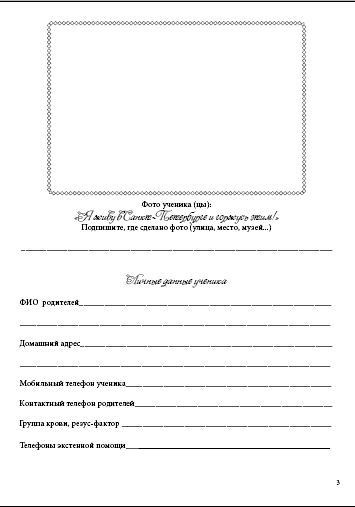 Фото ученика (цы):
«Я живу в Санкт-Петербурге и горжусь этим!»
Подпишите, где сделано фото (улица, место, музей...)
Личные данные ученика
ФИО родителей
Домашний адрес
Мобильный телефон ученика
Контактный телефон родителей
Группа крови, резус-фактор
Телефоны экстенной помощи
3